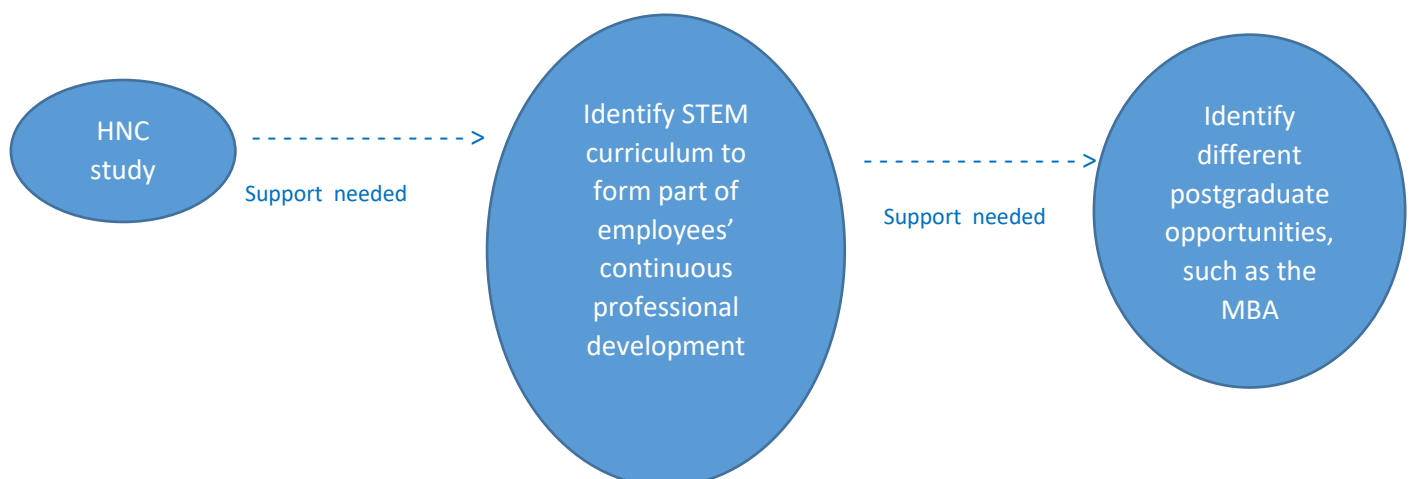 HNC
study
- - - - - - - - - - - - - >
Support needed
Identify STEM
curriculum to
form part of
employees’
continuous
professional
development
- - - - - - - - - - - - - >
Support needed
Identify
different
postgraduate
opportunities,
such as the
MBA